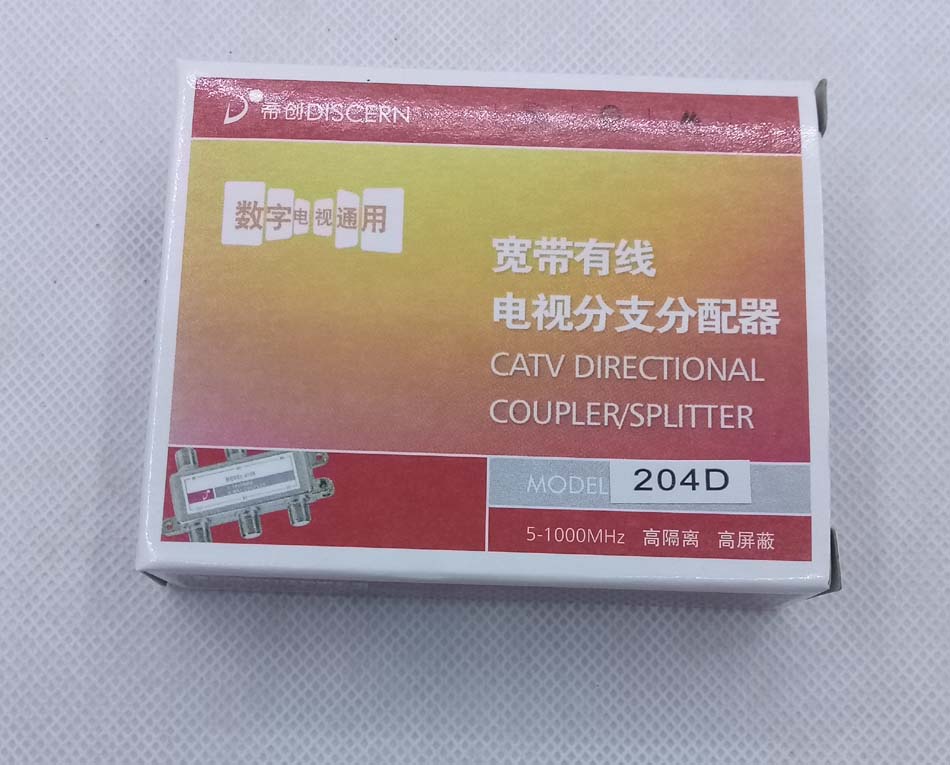 帝创DISCERN
数字电视通用
宽带有线
电视分支分配器
CATV DIRECTIONAL
COUPLER/SPLITTER
MODEL 204D
5-1000MHz 高隔离 高屏蔽